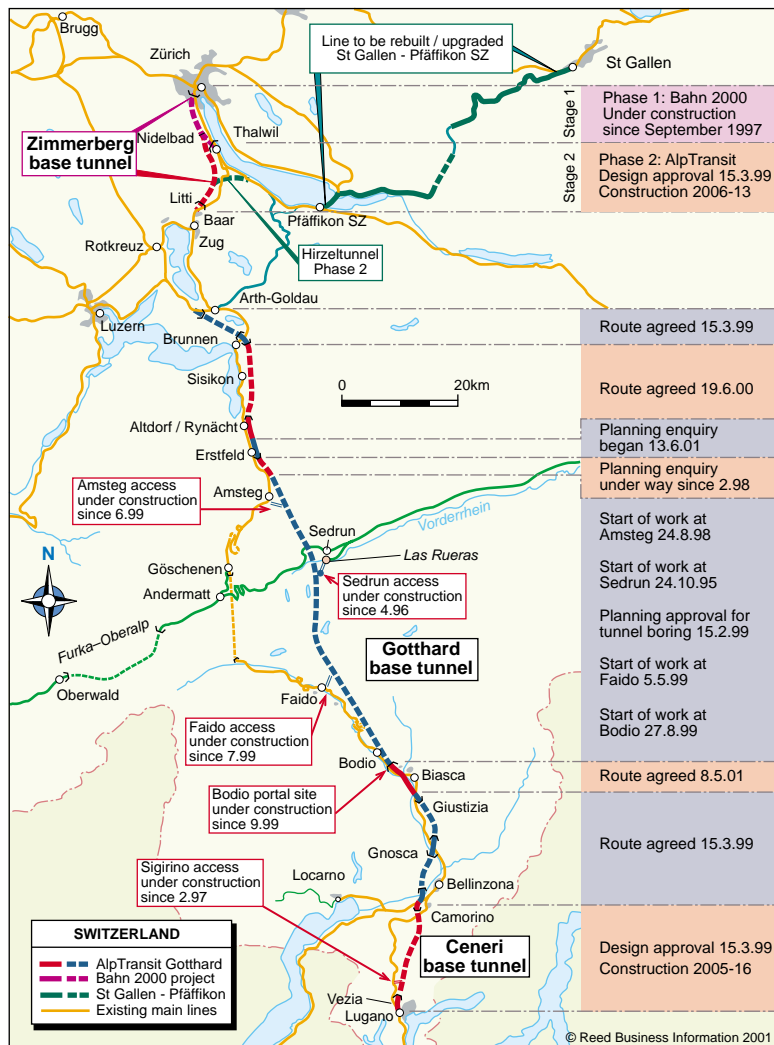 Brugg
Zürich
Line to be rebuilt / upgraded
St Gallen - Pfäffikon SZ
St Gallen
Nidelbad
Thalwil
Zimmerberg
base tunnel
Stage 1
Phase 1: Bahn 2000
Under construction
since September 1997
Stage 2
Phase 2: AlpTransit
Design approval 15.3.99
Construction 2006-13
Litti
Baar
Zug
Pfäffikon SZ
Rotkreuz
Hirzeltunnel
Phase 2
Arth-Goldau
Luzern
Brunnen
Route agreed 15.3.99
Sisikon
0
20km
Route agreed 19.6.00
Altdorf / Rynächt
Planning enquiry
began 13.6.01
Erstfeld
Planning enquiry
under way since 2.98
Amsteg access
under construction
since 6.99
Amsteg
Vorderrhein
Sedrun
Las Rueras
Start of work at
Amsteg 24.8.98
N
Göschenen
Andermatt
Sedrun access
under construction
since 4.96
Start of work at
Sedrun 24.10.95
Furka–Oberalp
Planning approval for
tunnel boring 15.2.99
Gotthard
base tunnel
Oberwald
Faido
Start of work at
Faido 5.5.99
Faido access
under construction
since 7.99
Start of work at
Bodio 27.8.99
Bodio
Biasca
Route agreed 8.5.01
Bodio portal site
under construction
since 9.99
Giustizia
Gnosca
Route agreed 15.3.99
Sigirino access
under construction
since 2.97
Locarno
Bellinzona
Camorino
SWITZERLAND
AlpTransit Gotthard
Bahn 2000 project
St Gallen - Pfäffikon
Existing main lines
Ceneri
base tunnel
Design approval 15.3.99
Construction 2005-16
Vezia
Lugano
© Reed Business Information 2001